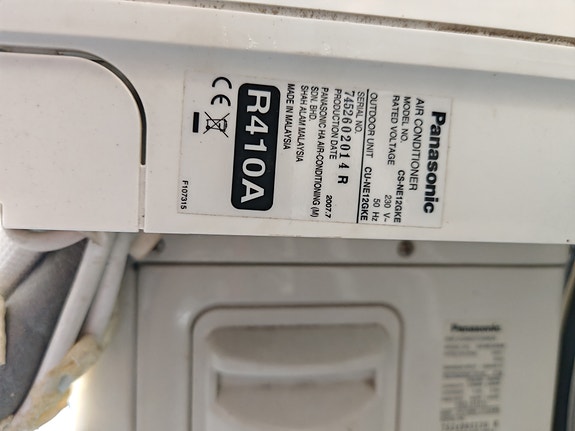 Panasonic
AIR CONDITIONER
MODEL NO. CS-NE12GKE
RATED VOLTAGE 230 V~
50 Hz
OUTDOOR UNIT CU-NE12GKE
SERIAL NO.
7452602014 R
PRODUCTION DATE 2007.7
PANASONIC HA AIR-CONDITIONING (M)
SDN. BHD.
SHAH ALAM MALAYSIA
MADE IN MALAYSIA
R410A
CE
F107315
Panasonic